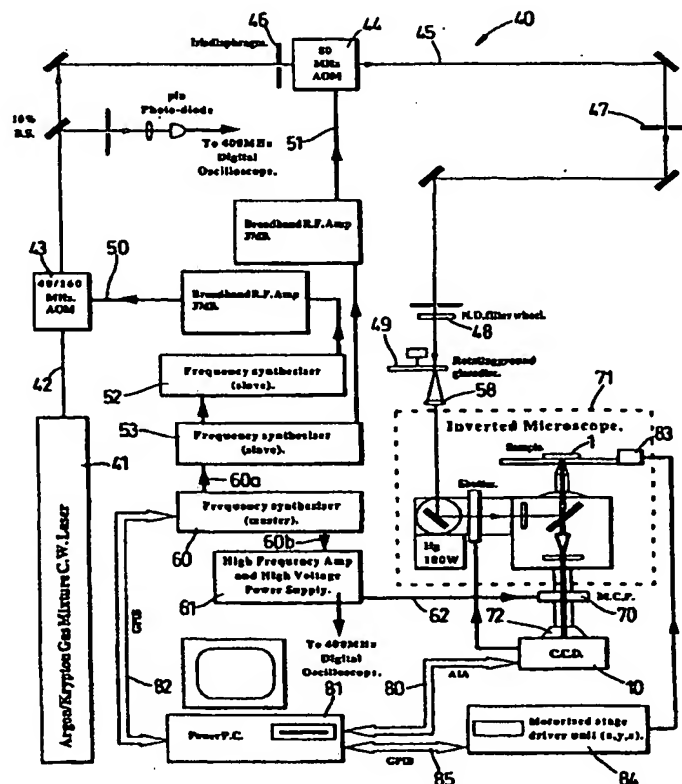 46
44
40
Irisdiaphragm.
80
MHz
AOM
45
10%
B.S.
pin
Photo-diode
To 400MHz
Digital
Oscilloscope.
51
47
Broadband R.F. Amp
43
50
40/160
MHz.
AOM
Broadband R.F. Amp
N.D. filter wheel.
48
49
Rotating ground
glass disc.
58
42
52
Frequency synthesiser
(slave).
53
Frequency synthesiser
(slave).
71
Inverted Microscope.
Sample.
1
83
41
Argon/Krypton Gas Mixture C.W. Laser
60a
60
Frequency synthesiser
(master).
60b
Shutter.
Hg
100W
61
High Frequency Amp
and High Voltage
Power Supply.
62
M.C.P.
70
72
To 400MHz
Digital
Oscilloscope.
C.C.D.
10
GPIB
82
80
AIA
81
Power P.C.
GPIB
85
Motorised stage
driver unit (x,y,z).
84